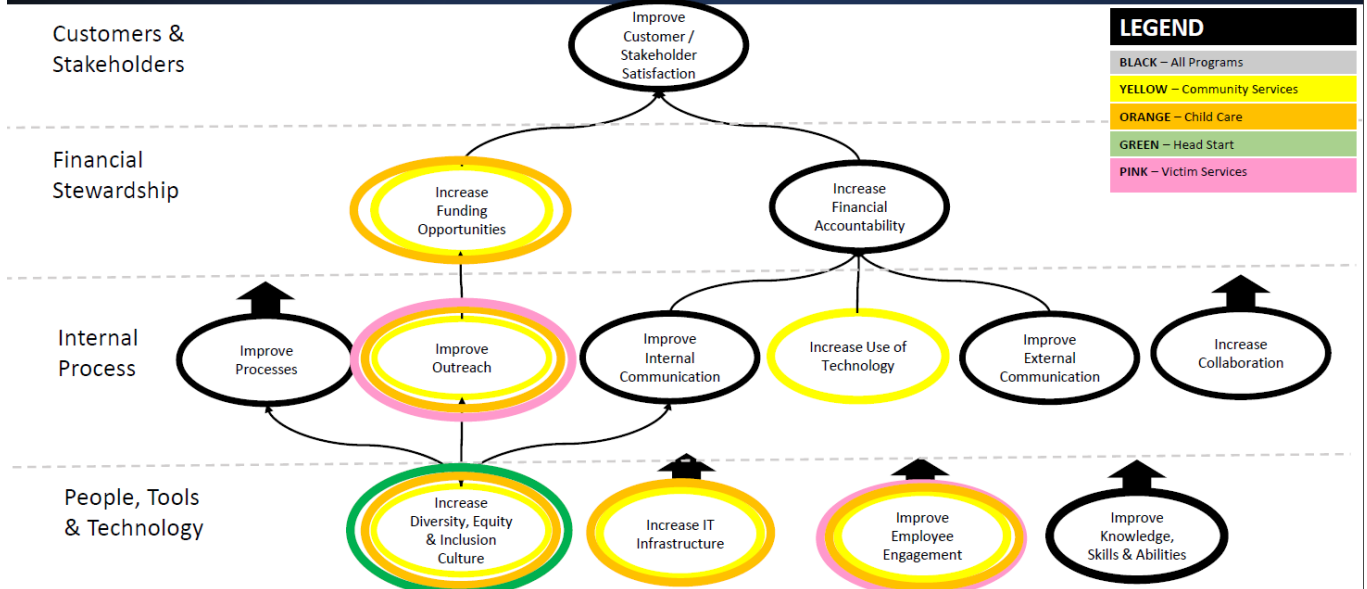 Customers &
Stakeholders
Improve
Customer /
Stakeholder
Satisfaction
LEGEND
BLACK – All Programs
YELLOW – Community Services
ORANGE – Child Care
GREEN – Head Start
PINK – Victim Services
Financial
Stewardship
Increase
Funding
Opportunities
Increase
Financial
Accountability
Internal
Process
Improve
Processes
Improve
Outreach
Improve
Internal
Communication
Increase Use of
Technology
Improve
External
Communication
Increase
Collaboration
People, Tools
& Technology
Increase
Diversity, Equity
& Inclusion
Culture
Increase IT
Infrastructure
Improve
Employee
Engagement
Improve
Knowledge,
Skills & Abilities